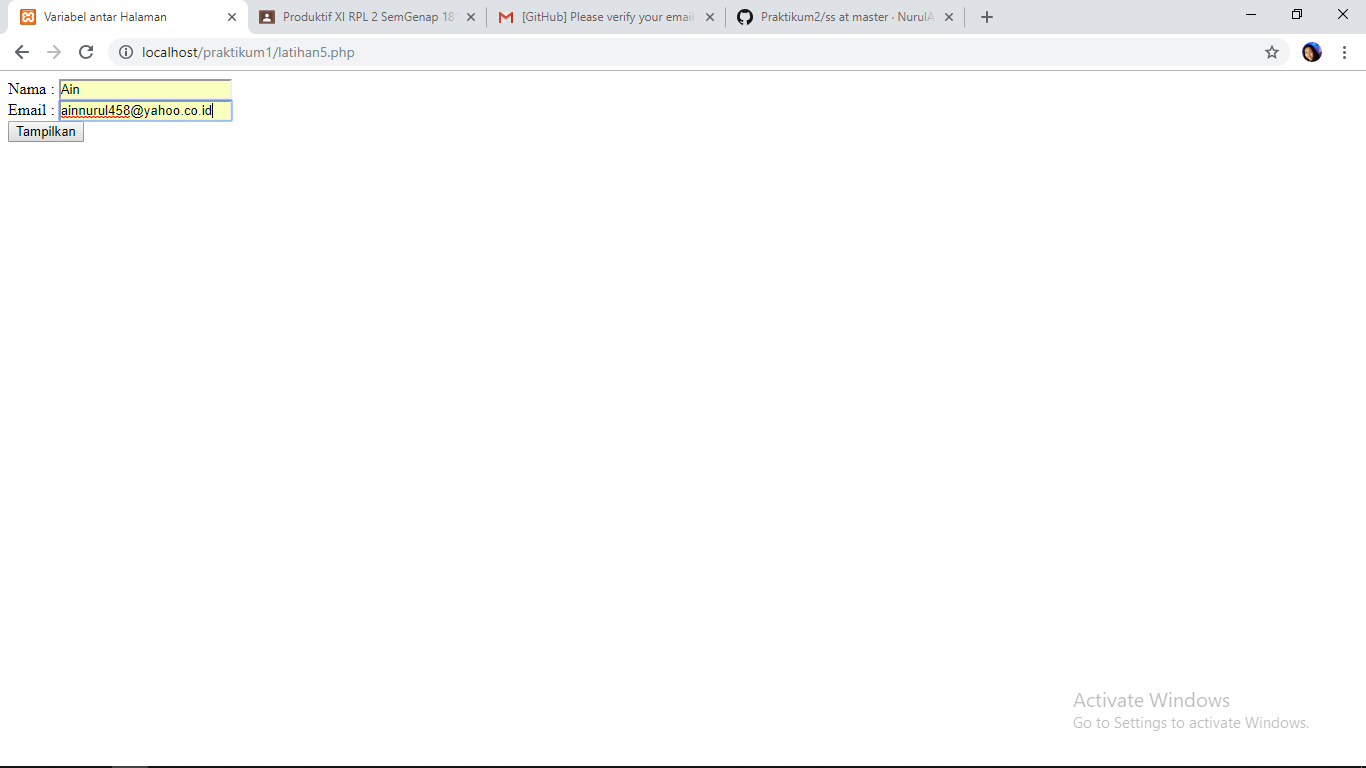 Variabel antar Halaman
Produktif XI RPL 2 SemGenap 18
[GitHub] Please verify your email
Praktikum2/ss at master · NurulA
localhost/praktikum1/latihan5.php
Nama : Ain
Email : ainnurul458@yahoo.co.id
Tampilkan
Activate Windows
Go to Settings to activate Windows.